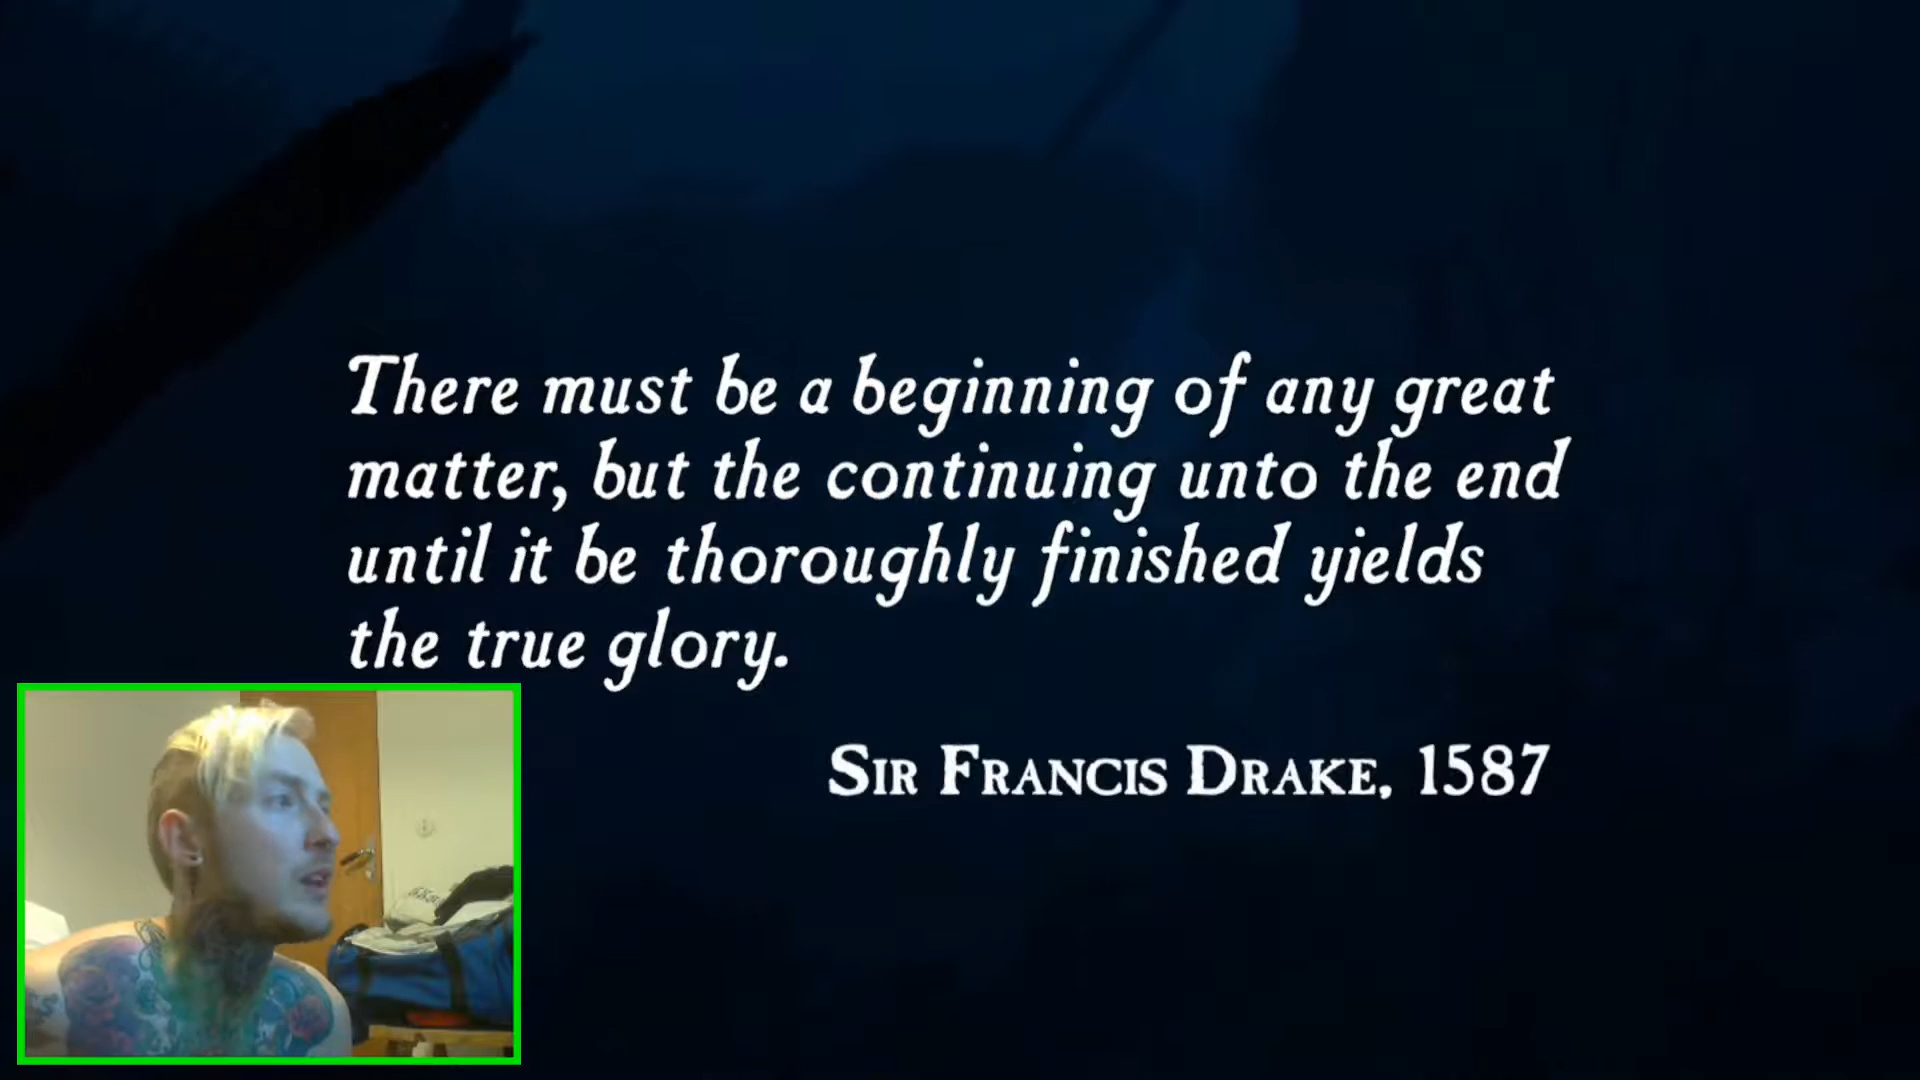 There must be a beginning of any great
matter, but the continuing unto the end
until it be thoroughly finished yields
the true glory.
Sir Francis Drake, 1587